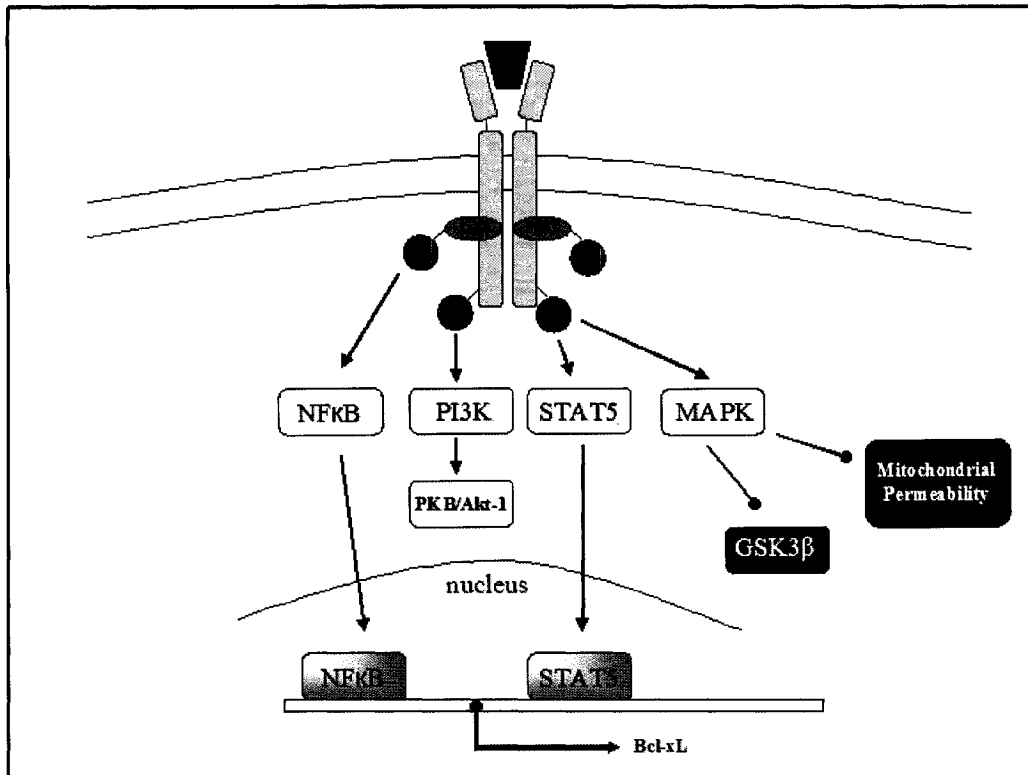 NFκB
PI3K
STAT5
MAPK
Mitochondrial
Permeability
PKB/Akt-1
GSK3β
nucleus
NFκB
STAT5
Bcl-xL